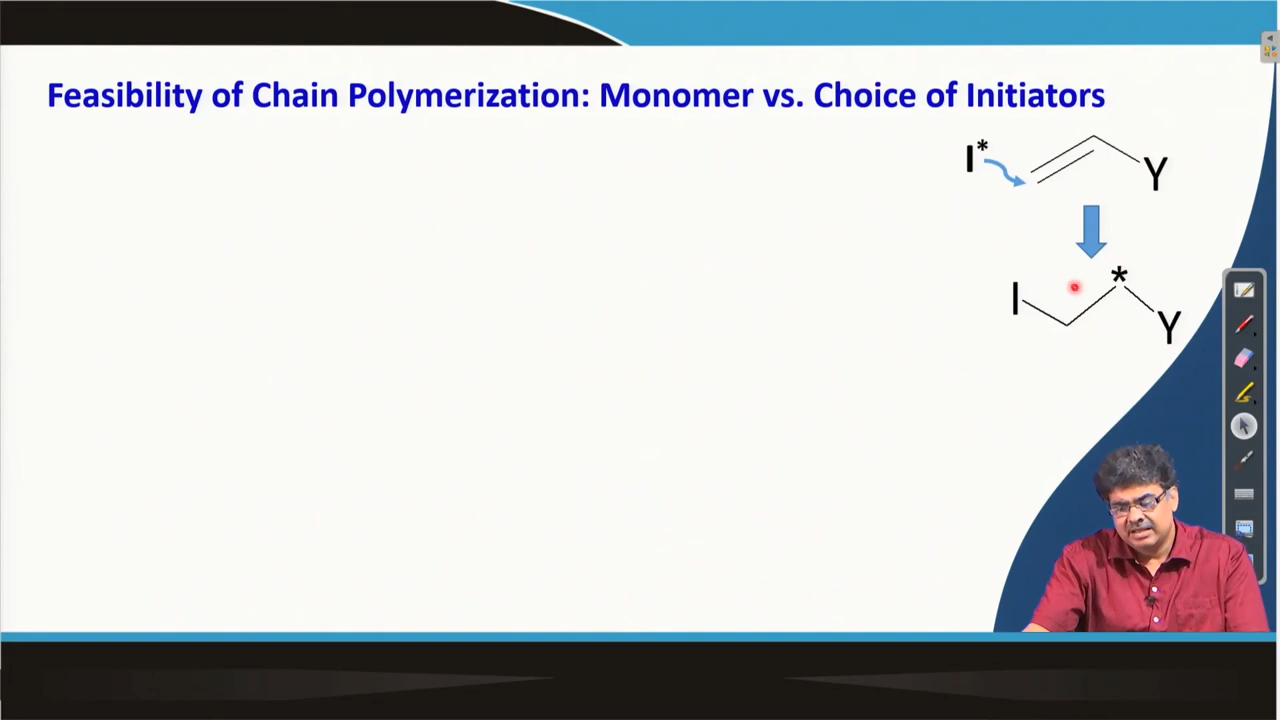 Feasibility of Chain Polymerization: Monomer vs. Choice of Initiators
I*
Y
*
I
Y